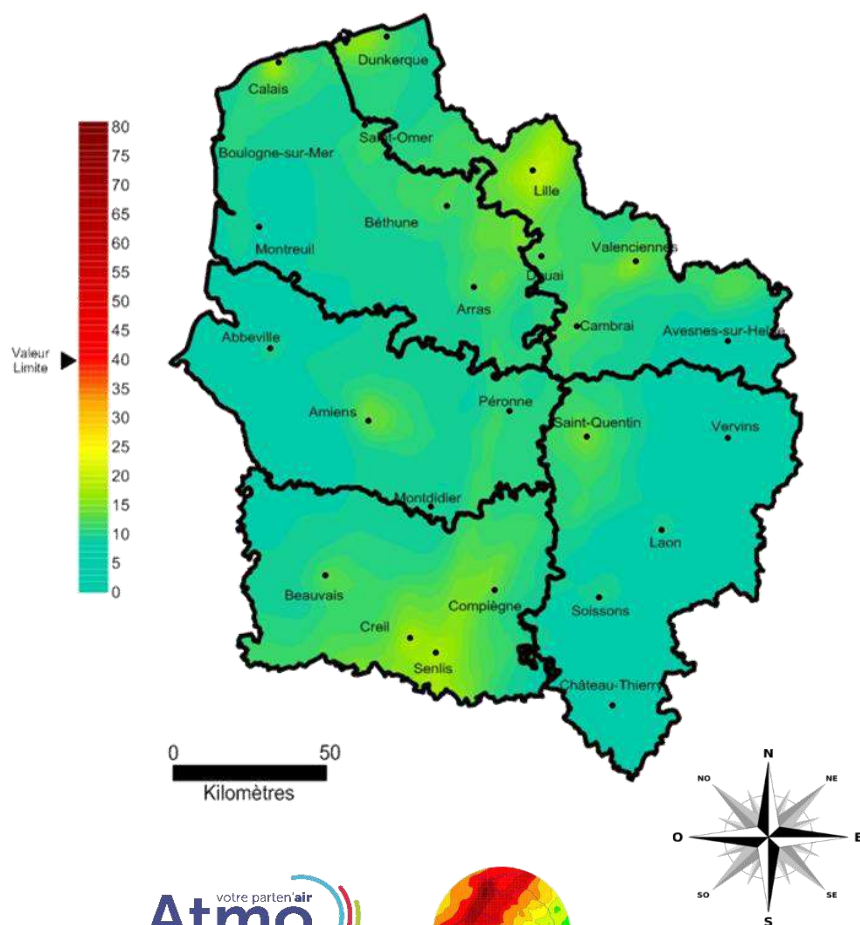 Dunkerque
Calais
Saint-Omer
Boulogne-sur-Mer
Lille
Béthune
Montreuil
Valenciennes
Douai
Arras
Cambrai
Avesnes-sur-Helpe
Abbeville
Amiens
Péronne
Saint-Quentin
Vervins
Montdidier
Laon
Beauvais
Compiègne
Soissons
Creil
Senlis
Château-Thierry
80
75
70
65
60
55
50
45
40
35
30
25
20
15
10
5
0
Valeur
Limite
0 50
Kilomètres
N
NO NE
O E
SO SE
S
votre parten'air
Atmo